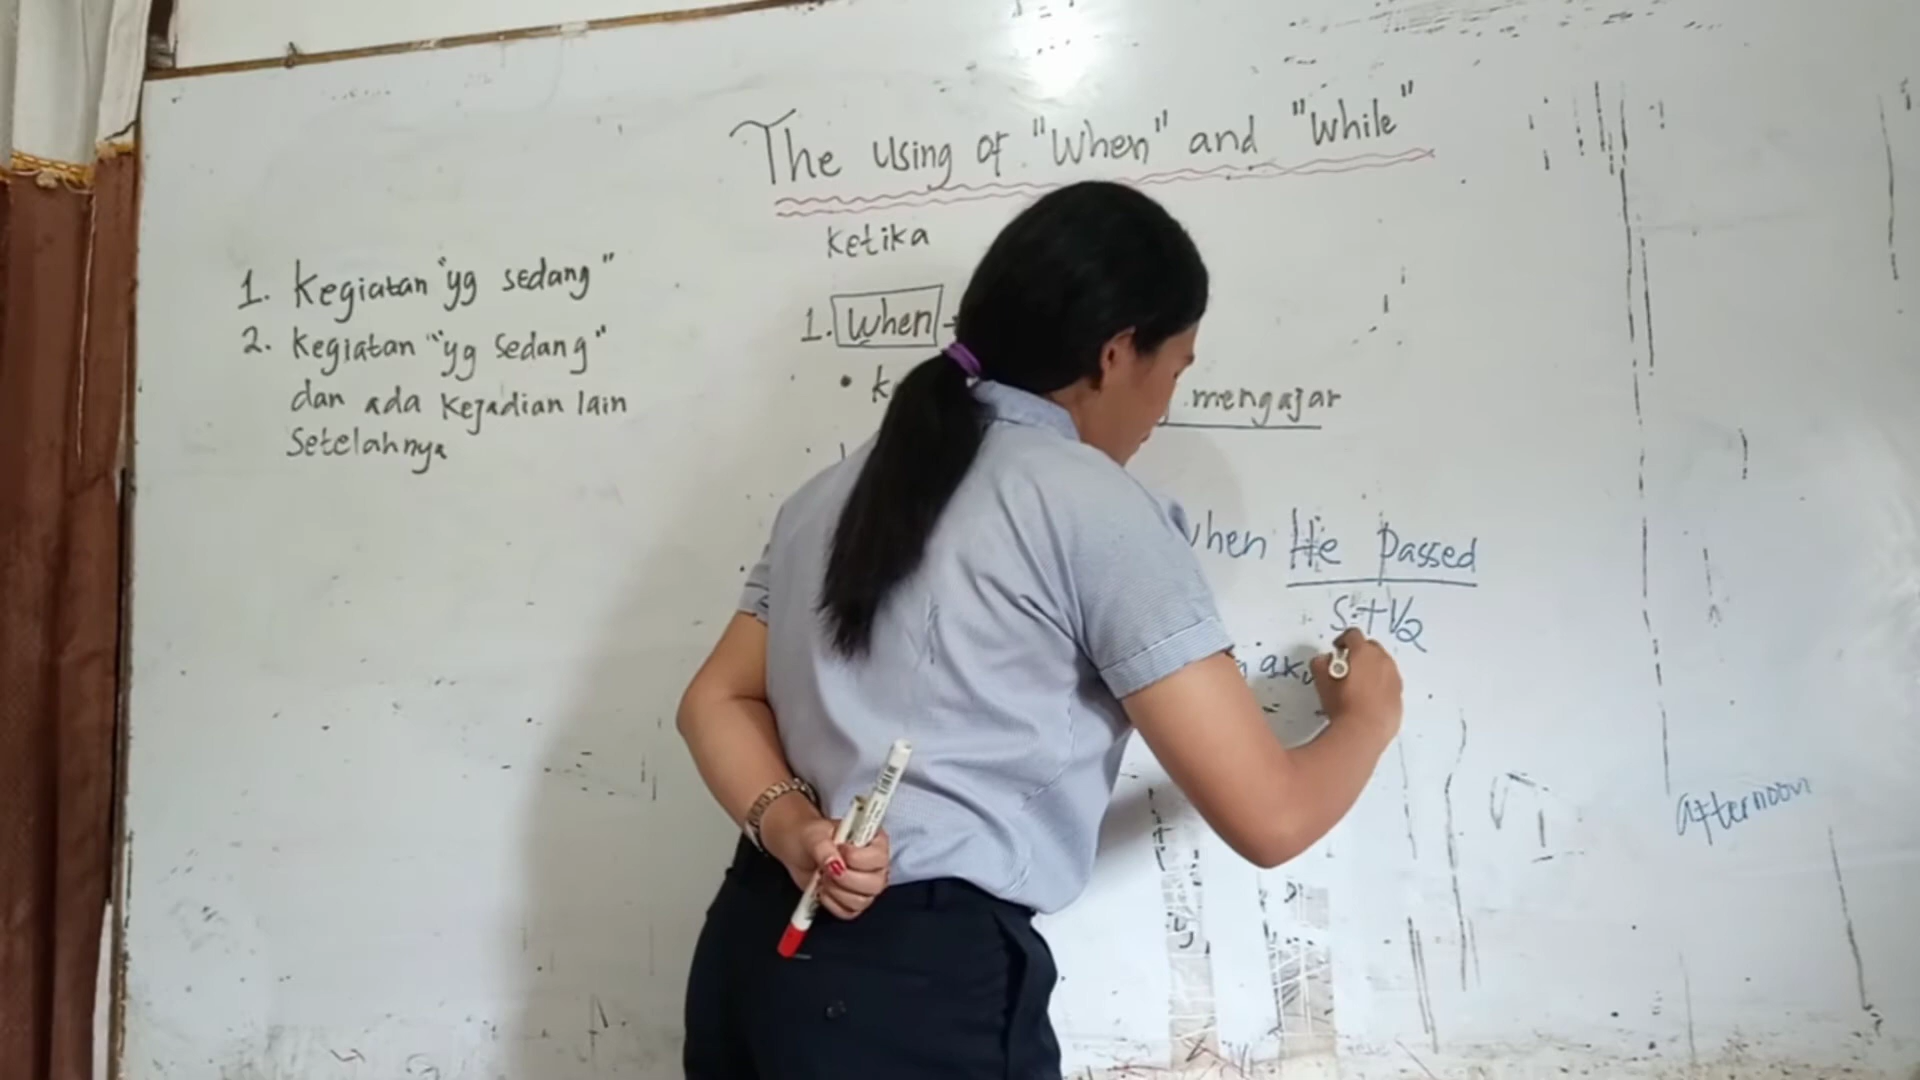 The Using of "When" and "While"
Ketika
1. Kegiatan "yg sedang"
2. Kegiatan "yg sedang"
dan ada kejadian lain
Setelahnya
1. When
mengajar
when He passed
S+V2
afternoon